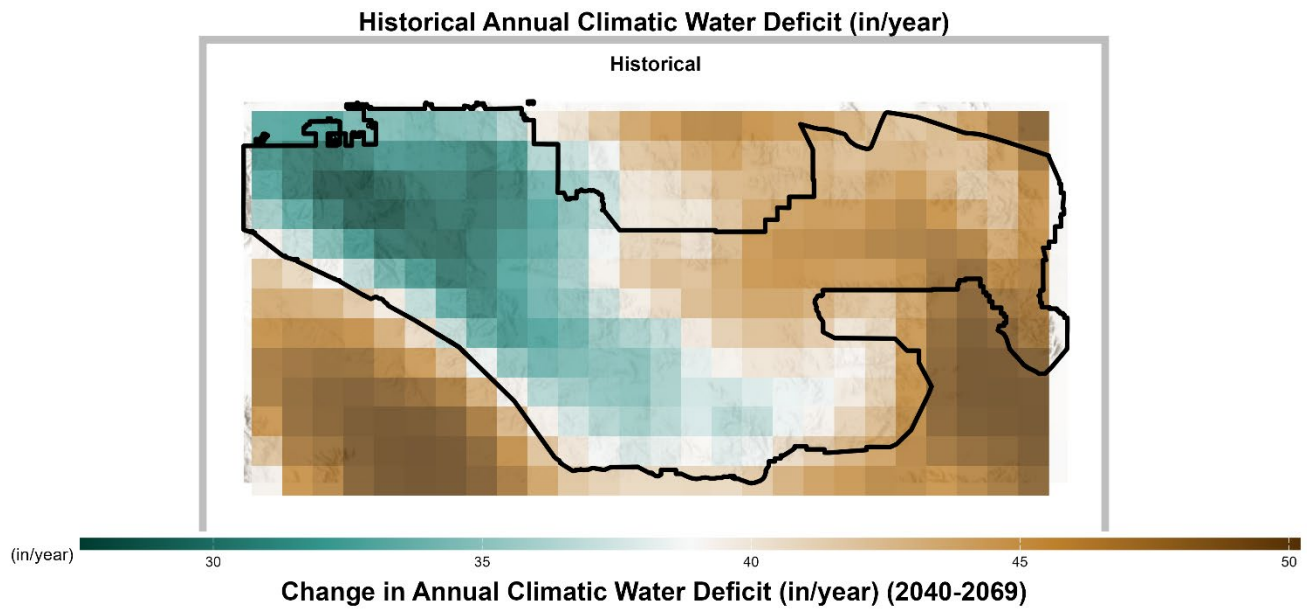 Historical Annual Climatic Water Deficit (in/year)
Historical
(in/year)
30 35 40 45 50
Change in Annual Climatic Water Deficit (in/year) (2040-2069)